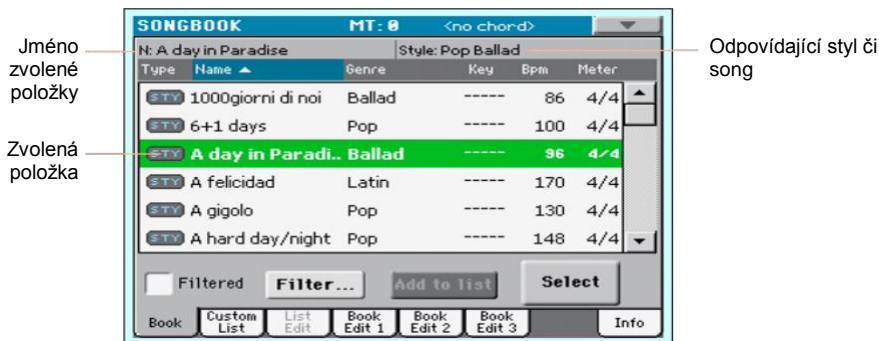 SONGBOOK MT: 0 <no chord>
N: A day in Paradise Style: Pop Ballad
Type Name Genre Key Bpm Meter
STY 1000giorni di noi Ballad ----- 86 4/4
STY 6+1 days Pop ----- 100 4/4
STY A day in Paradi.. Ballad ----- 96 4/4
STY A felicidad Latin ----- 170 4/4
STY A gigolo Pop ----- 130 4/4
STY A hard day/night Pop ----- 148 4/4
Filtered Filter... Add to list Select
Book Custom List List Edit Book Edit 1 Book Edit 2 Book Edit 3 Info
Jméno
zvolené
položky
Zvolená
položka
Odpovídající styl či
song